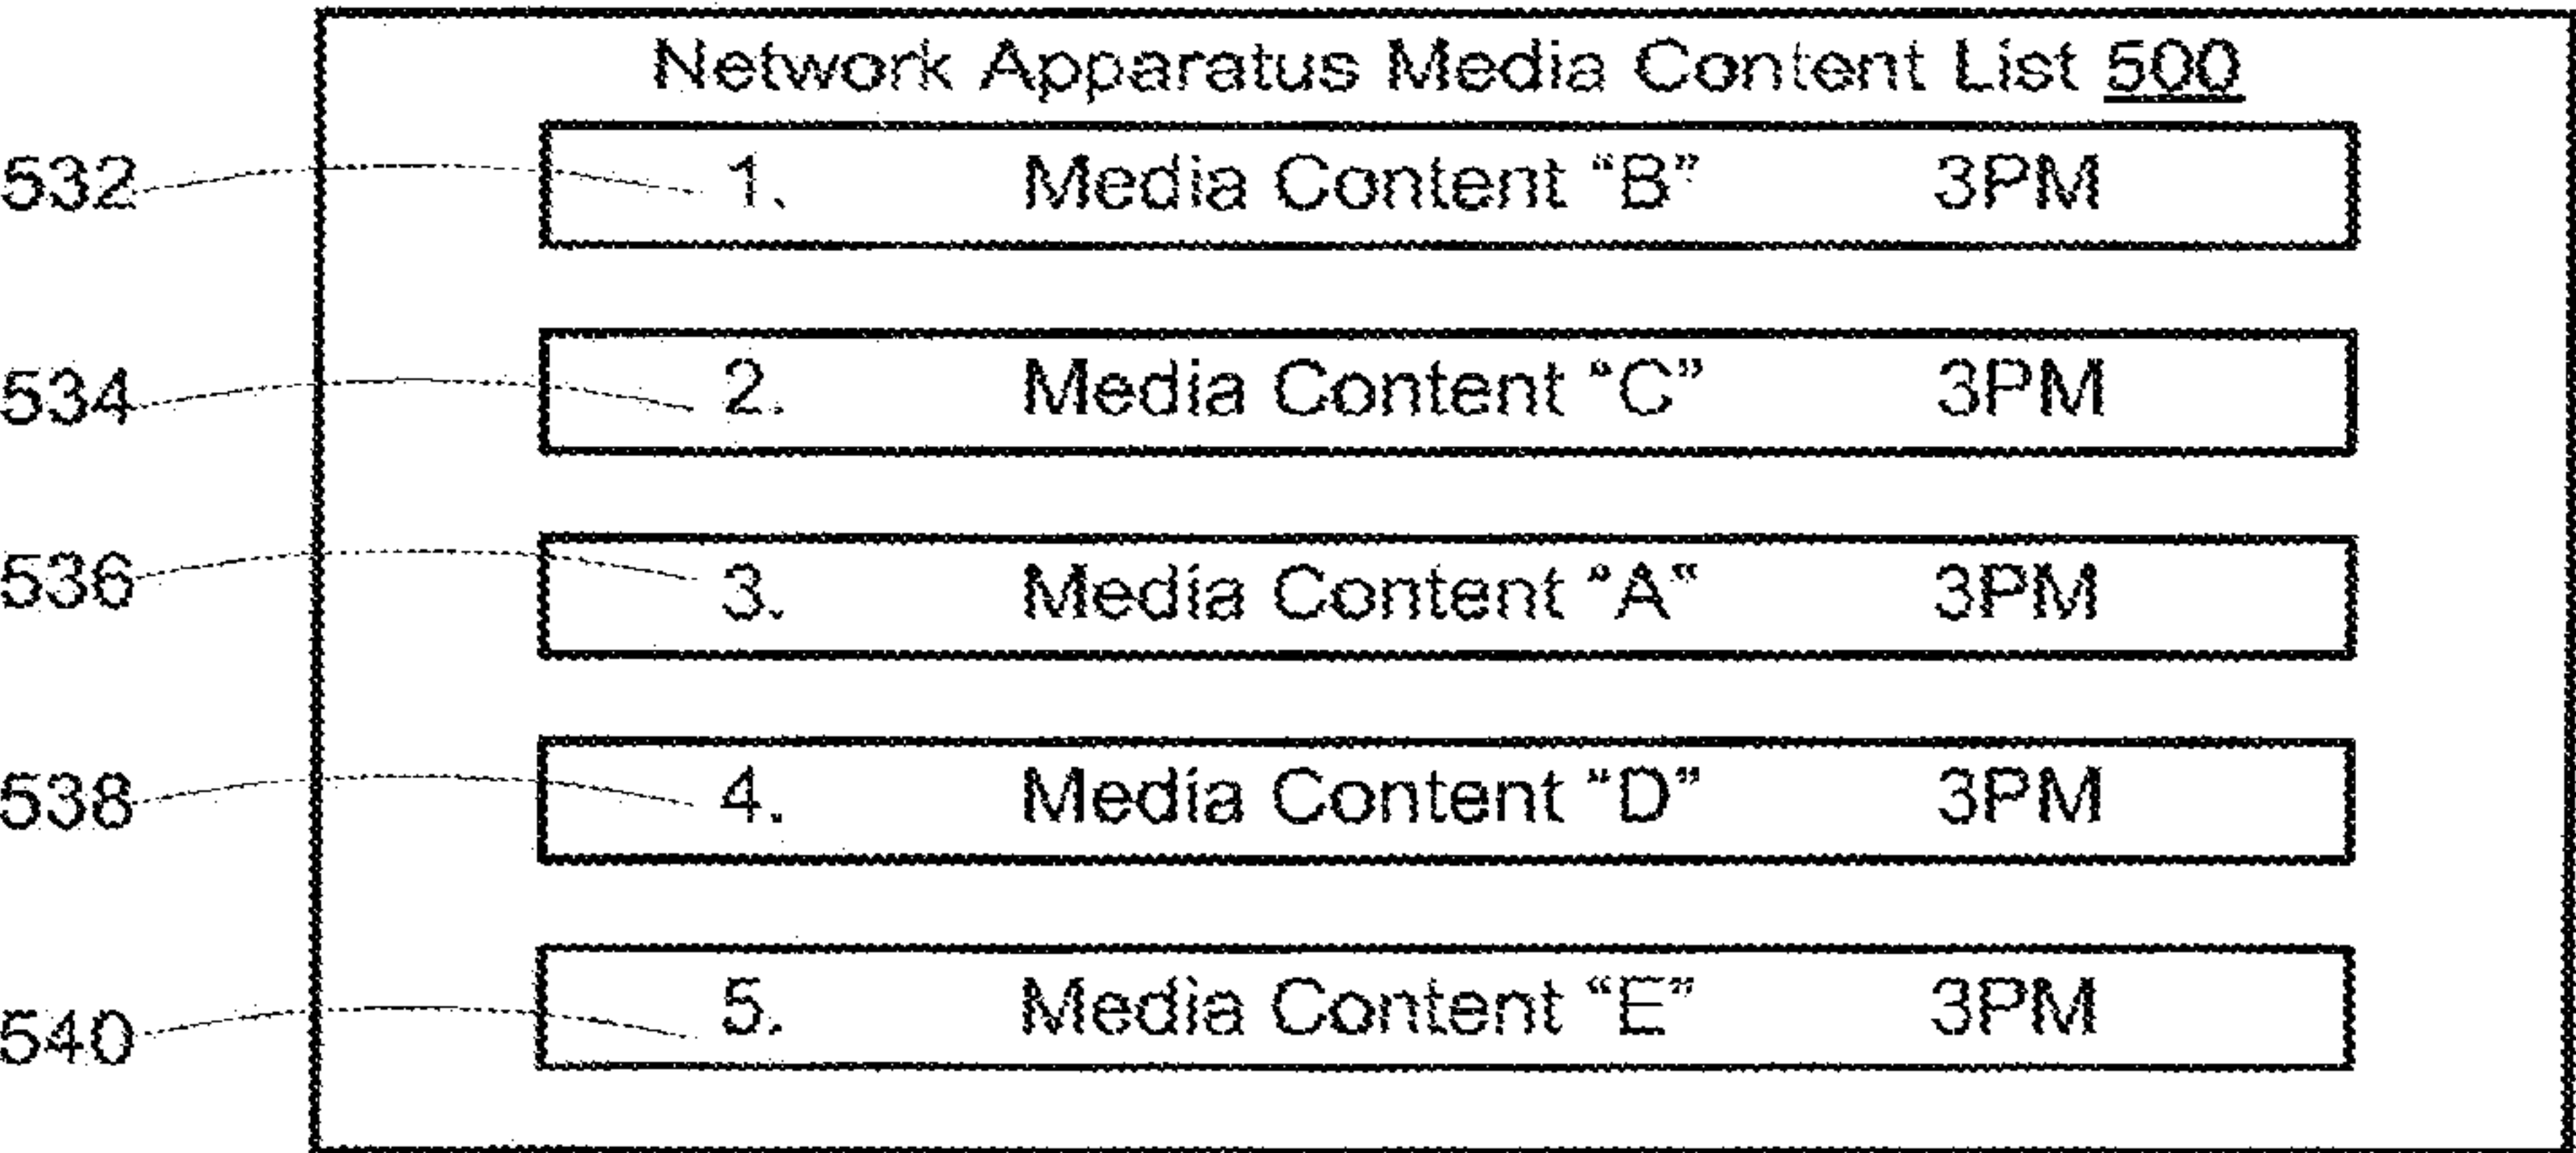 Network Apparatus Media Content List 500
532 1. Media Content “B” 3PM
534 2. Media Content “C” 3PM
536 3. Media Content “A” 3PM
538 4. Media Content “D” 3PM
540 5. Media Content “E” 3PM